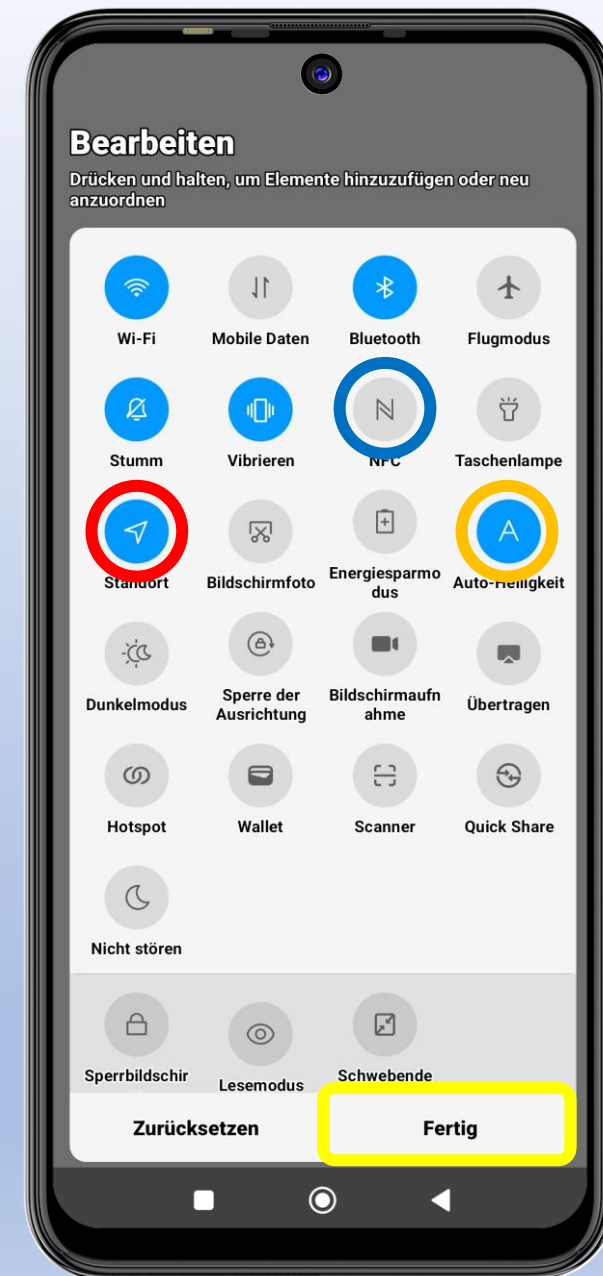 Bearbeiten
Drücken und halten, um Elemente hinzuzufügen oder neu
anzuordnen
Wi-Fi Mobile Daten Bluetooth Flugmodus
Stumm Vibrieren NFC Taschenlampe
Standort Bildschirmfoto Energiesparmo
dus Auto-Helligkeit
Dunkelmodus Sperre der
Ausrichtung Bildschirmaufn
ahme Übertragen
Hotspot Wallet Scanner Quick Share
Nicht stören
Sperrbildschir Lesemodus Schwebende
Zurücksetzen Fertig